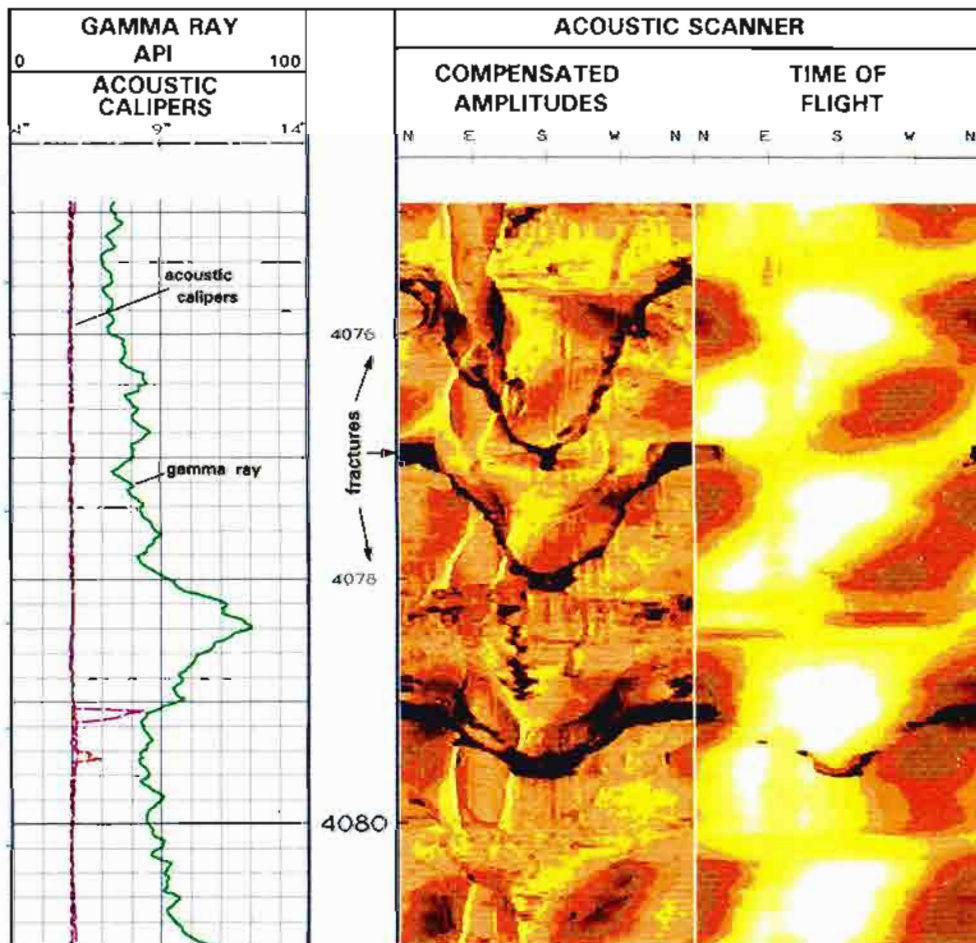 GAMMA RAY
API
0 100
ACOUSTIC
CALIPERS
4" 9" 14"
ACOUSTIC SCANNER
COMPENSATED
AMPLITUDES
TIME OF
FLIGHT
N E S W N N E S W N
acoustic
calipers
4076
fractures
gamma ray
4078
4080